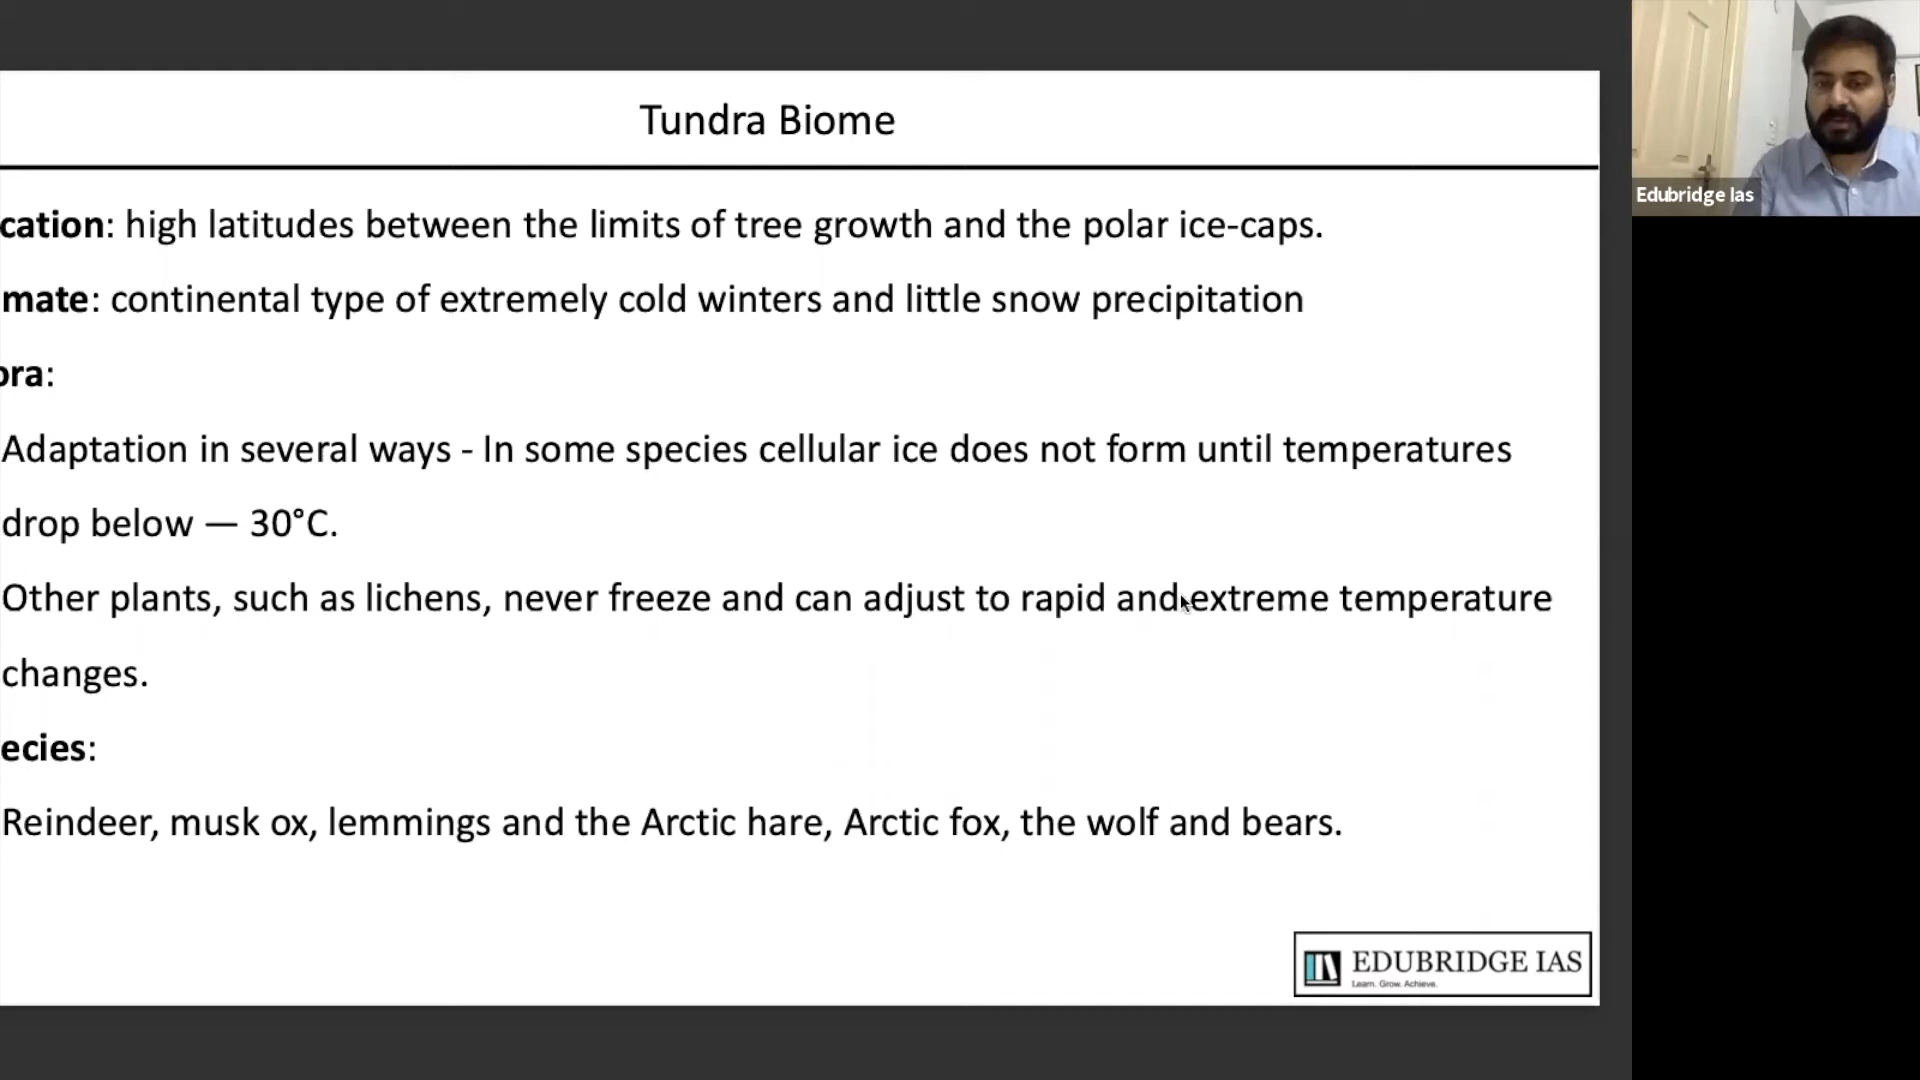 Tundra Biome
cation: high latitudes between the limits of tree growth and the polar ice-caps.
mate: continental type of extremely cold winters and little snow precipitation
ora:
Adaptation in several ways - In some species cellular ice does not form until temperatures
drop below — 30°C.
Other plants, such as lichens, never freeze and can adjust to rapid and extreme temperature
changes.
ecies:
Reindeer, musk ox, lemmings and the Arctic hare, Arctic fox, the wolf and bears.
EDUBRIDGE IAS
Learn. Grow. Achieve.
Edubridge Ias